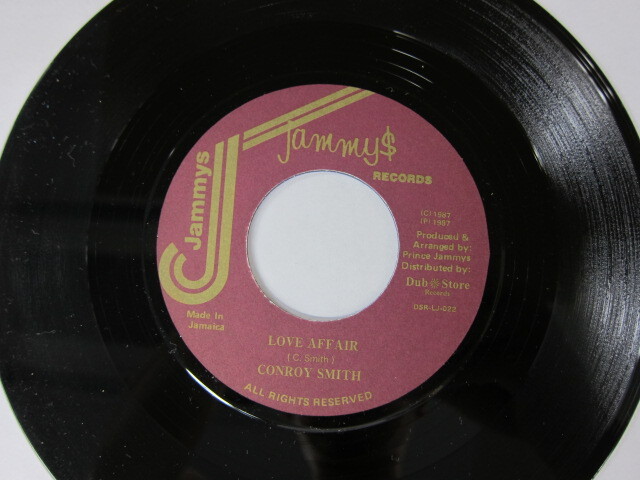 Jammy$
RECORDS
Jammys
(C) 1987
(P) 1987
Produced &
Arranged by:
Prince Jammys
Distributed by:
Dub Store
Records
DSR-LJ-022
Made In
Jamaica
LOVE AFFAIR
( C. Smith )
CONROY SMITH
ALL RIGHTS RESERVED